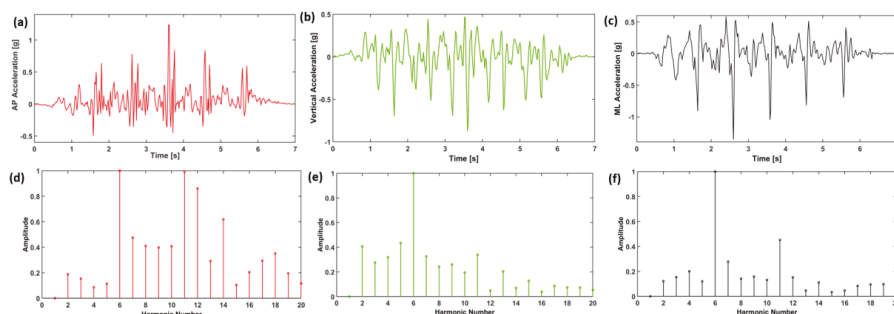 (a)
AP Acceleration [g]
1
0.5
0
-0.5
0 1 2 3 4 5 6 7
Time [s]
(b)
Vertical Acceleration [g]
0.5
0
-0.5
-1
0 1 2 3 4 5 6 7
Time [s]
(c)
ML Acceleration [g]
0.5
0
-1
0 1 2 3 4 5 6
Time [s]
(d)
Amplitude
1
0.8
0.6
0.4
0.2
0
0 2 4 6 8 10 12 14 16 18 20
Harmonic Number
(e)
Amplitude
1
0.8
0.6
0.4
0.2
0
0 2 4 6 8 10 12 14 16 18 20
Harmonic Number
(f)
Amplitude
1
0.8
0.6
0.4
0.2
0
0 2 4 6 8 10 12 14 16 18
Harmonic Number